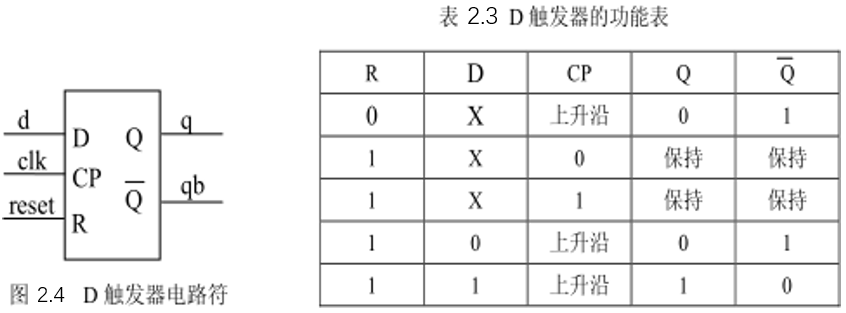 表 2.3 D 触发器的功能表
d
clk
reset
D Q
CP
Q̅
R
q
qb
图 2.4 D 触发器电路符
R D CP Q Q̅
0 X 上升沿 0 1
1 X 0 保持 保持
1 X 1 保持 保持
1 0 上升沿 0 1
1 1 上升沿 1 0